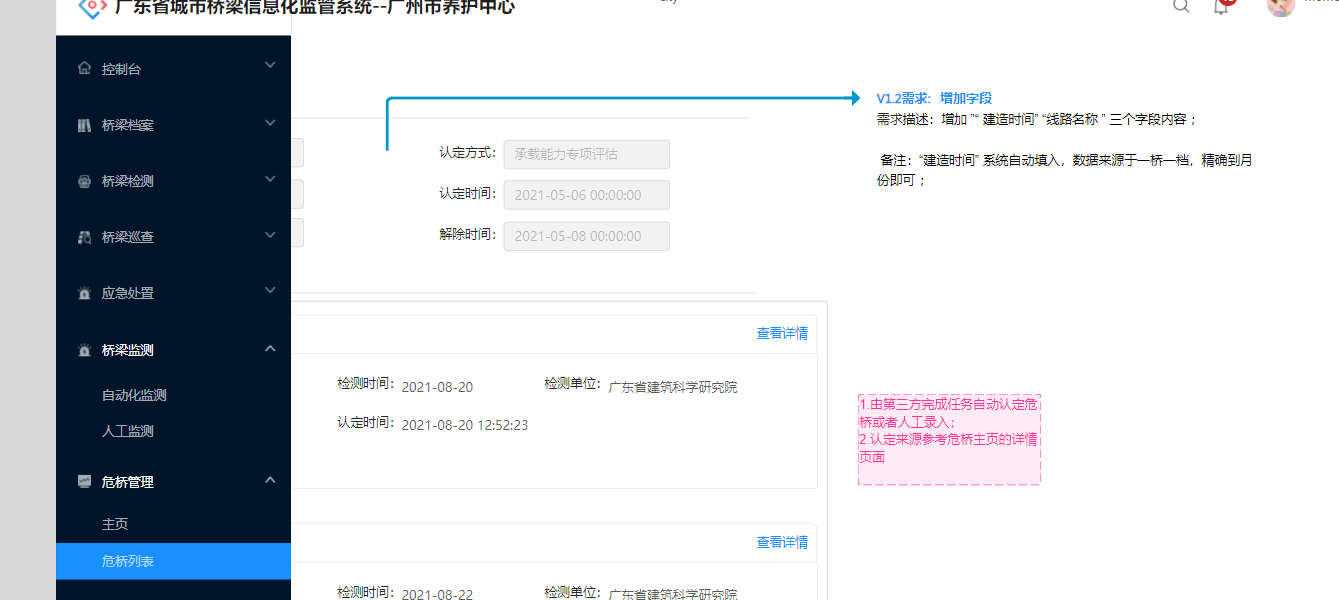 广东省城市桥梁信息化监管系统--广州市养护中心
控制台
桥梁档案
桥梁检测
桥梁巡查
应急处置
桥梁监测
自动化监测
人工监测
危桥管理
主页
危桥列表
认定方式： 承载能力专项评估
认定时间： 2021-05-06 00:00:00
解除时间： 2021-05-08 00:00:00
查看详情
检测时间： 2021-08-20 检测单位： 广东省建筑科学研究院
认定时间： 2021-08-20 12:52:23
查看详情
检测时间： 2021-08-22 检测单位： 广东省建筑科学研究院
V1.2需求：增加字段
需求描述：增加 ”“ 建造时间” “线路名称 ” 三个字段内容；
备注：“建造时间” 系统自动填入，数据来源于一桥一档，精确到月
份即可；
1.由第三方完成任务自动认定危
桥或者人工录入；
2.认定来源参考危桥主页的详情
页面